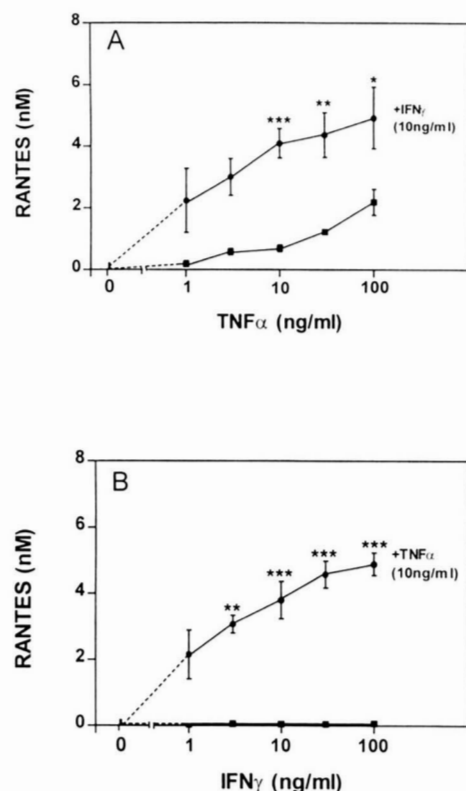 A
8
6
4
2
0
RANTES (nM)
***
**
*
+IFNγ
(10ng/ml)
0 1 10 100
TNFα (ng/ml)
B
8
6
4
2
0
RANTES (nM)
**
***
***
***
+TNFα
(10ng/ml)
0 1 10 100
IFNγ (ng/ml)